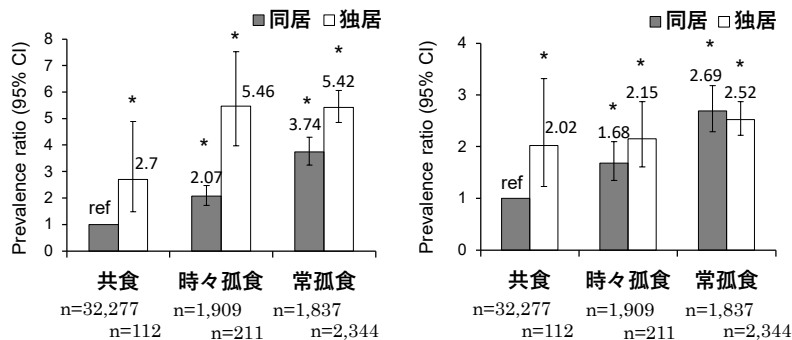 ■同居 □独居
Prevalence ratio (95% CI)
8
7
6
5
4
3
2
1
0
ref
*
2.7
*
2.07
*
5.46
*
3.74
*
5.42
共食
時々孤食
常孤食
n=32,277
n=1,909
n=1,837
n=112
n=211
n=2,344
■同居 □独居
Prevalence ratio (95% CI)
4
3
2
1
0
ref
*
2.02
*
1.68
*
2.15
*
2.69
*
2.52
共食
時々孤食
常孤食
n=32,277
n=1,909
n=1,837
n=112
n=211
n=2,344